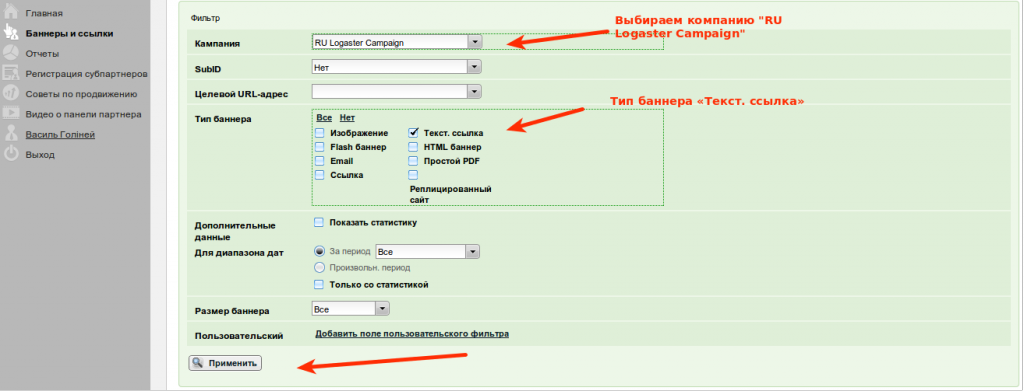 Главная
Баннеры и ссылки
Отчеты
Регистрация субпартнеров
Советы по продвижению
Видео о панели партнера
Василь Голіней
Выход
Фильтр
Выбираем компанию "RU
Logaster Campaign"
Кампания RU Logaster Campaign
SubID Нет
Целевой URL-адрес
Тип баннера «Текст. ссылка»
Тип баннера Все Нет
Изображение Текст. ссылка
Flash баннер HTML баннер
Email Простой PDF
Ссылка
Реплицированный
сайт
Дополнительные
данные
Показать статистику
Для диапазона дат За период Все
Произвольн. период
Только со статистикой
Размер баннера Все
Пользовательский Добавить поле пользовательского фильтра
Применить